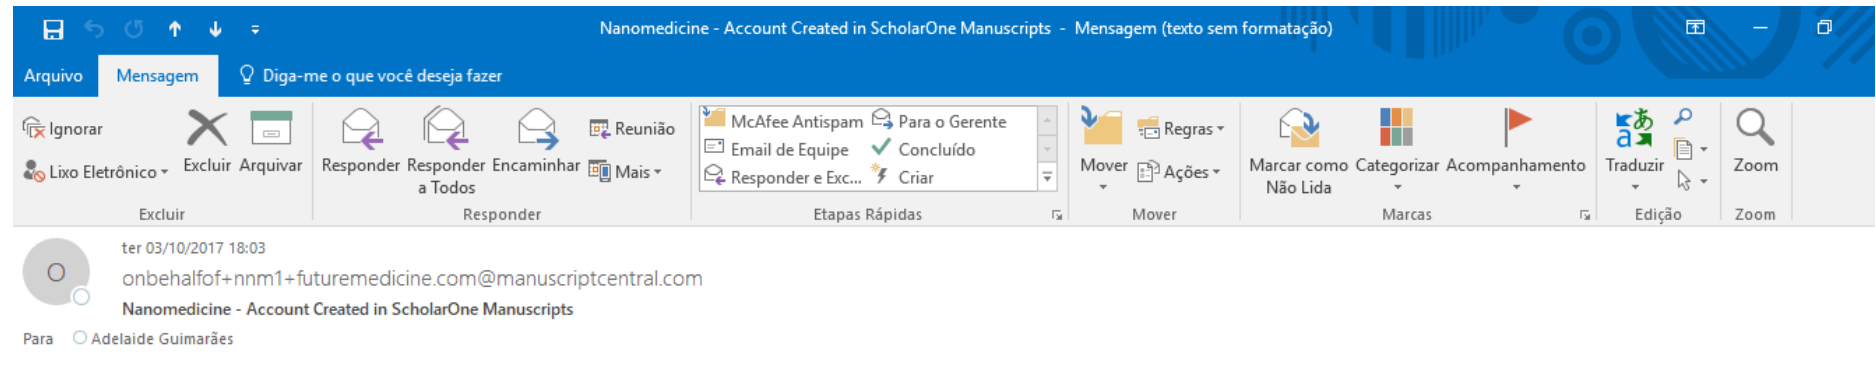 Nanomedicine - Account Created in ScholarOne Manuscripts - Mensagem (texto sem formatação)
Arquivo Mensagem Diga-me o que você deseja fazer
Ignorar
Lixo Eletrônico
Excluir Arquivar
Excluir
Responder Responder a Todos Encaminhar
Reunião
Mais
Responder
McAfee Antispam Para o Gerente
Email de Equipe Concluído
Responder e Exc... Criar
Etapas Rápidas
Mover
Regras
Ações
Mover
Marcar como Não Lida Categorizar Acompanhamento
Marcas
Traduzir
Edição
Zoom
Zoom
ter 03/10/2017 18:03
O
onbehalfof+nnm1+futuremedicine.com@manuscriptcentral.com
Nanomedicine - Account Created in ScholarOne Manuscripts
Para Adelaide Guimarães